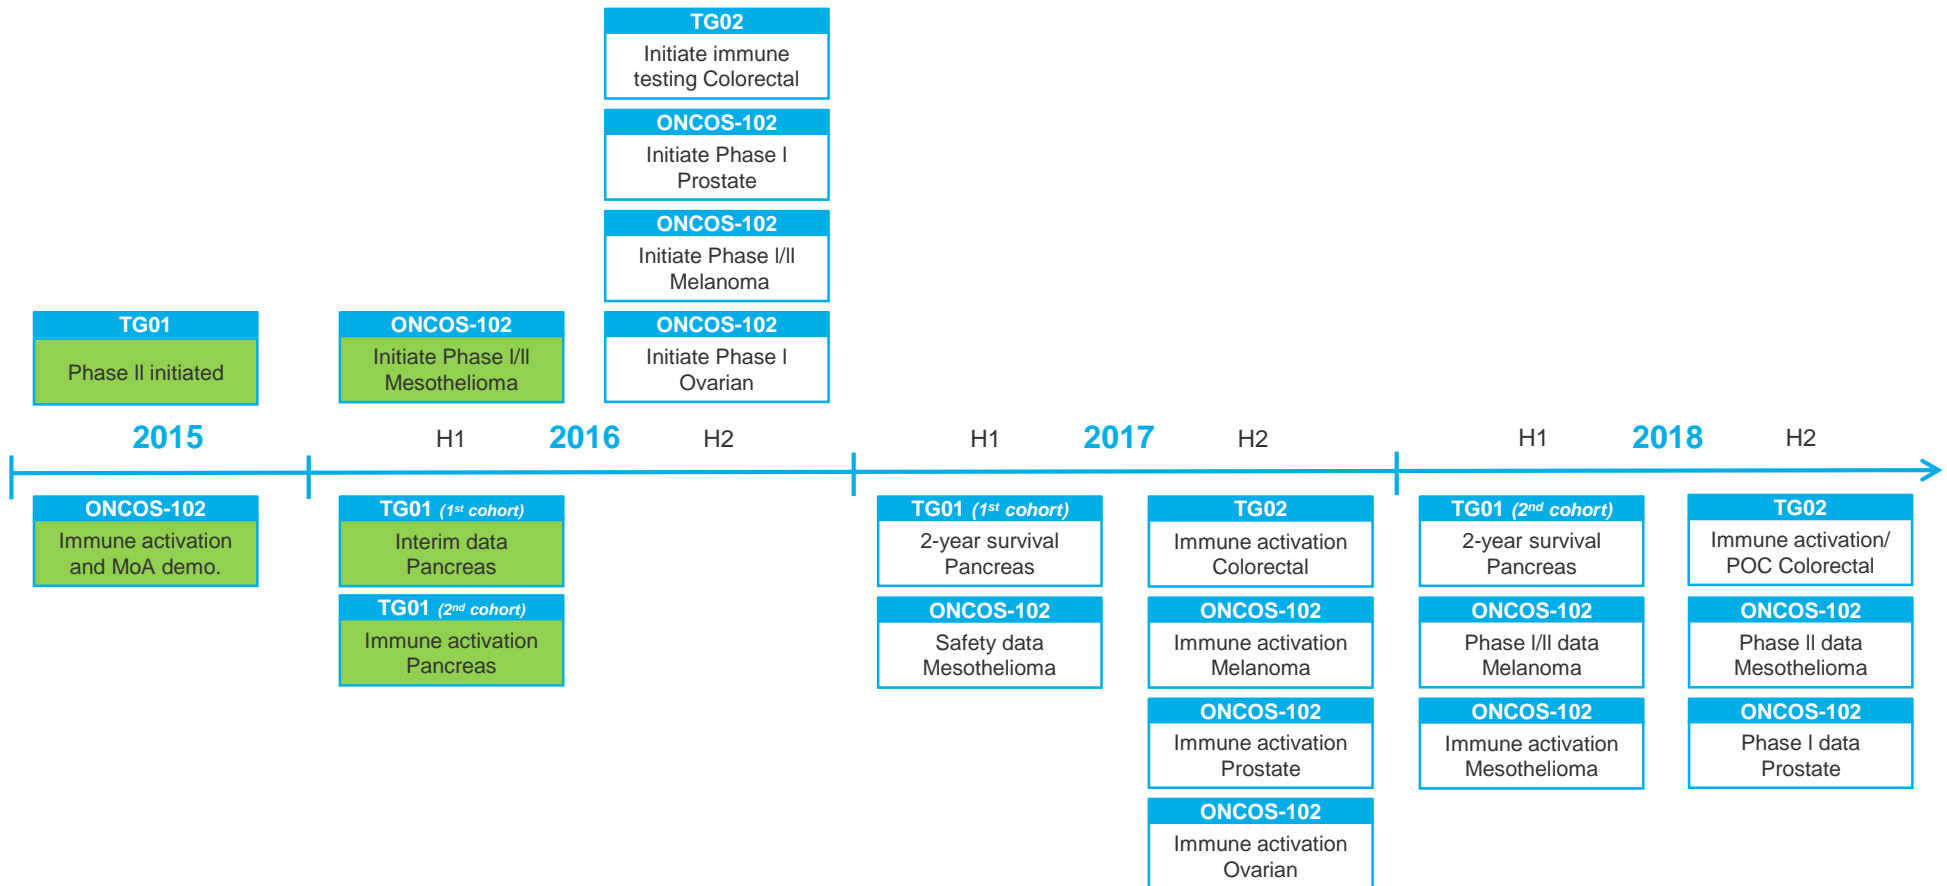 TG02
Initiate immune
testing Colorectal
ONCOS-102
Initiate Phase I
Prostate
ONCOS-102
Initiate Phase I/II
Melanoma
TG01
Phase II initiated
ONCOS-102
Initiate Phase I/II
Mesothelioma
ONCOS-102
Initiate Phase I
Ovarian
2015 H1 2016 H2 H1 2017 H2 H1 2018 H2
ONCOS-102
Immune activation
and MoA demo.
TG01 (1st cohort)
Interim data
Pancreas
TG01 (2nd cohort)
Immune activation
Pancreas
TG01 (1st cohort)
2-year survival
Pancreas
ONCOS-102
Safety data
Mesothelioma
TG02
Immune activation
Colorectal
ONCOS-102
Immune activation
Melanoma
ONCOS-102
Immune activation
Prostate
ONCOS-102
Immune activation
Ovarian
TG01 (2nd cohort)
2-year survival
Pancreas
ONCOS-102
Phase I/II data
Melanoma
ONCOS-102
Immune activation
Mesothelioma
TG02
Immune activation/
POC Colorectal
ONCOS-102
Phase II data
Mesothelioma
ONCOS-102
Phase I data
Prostate